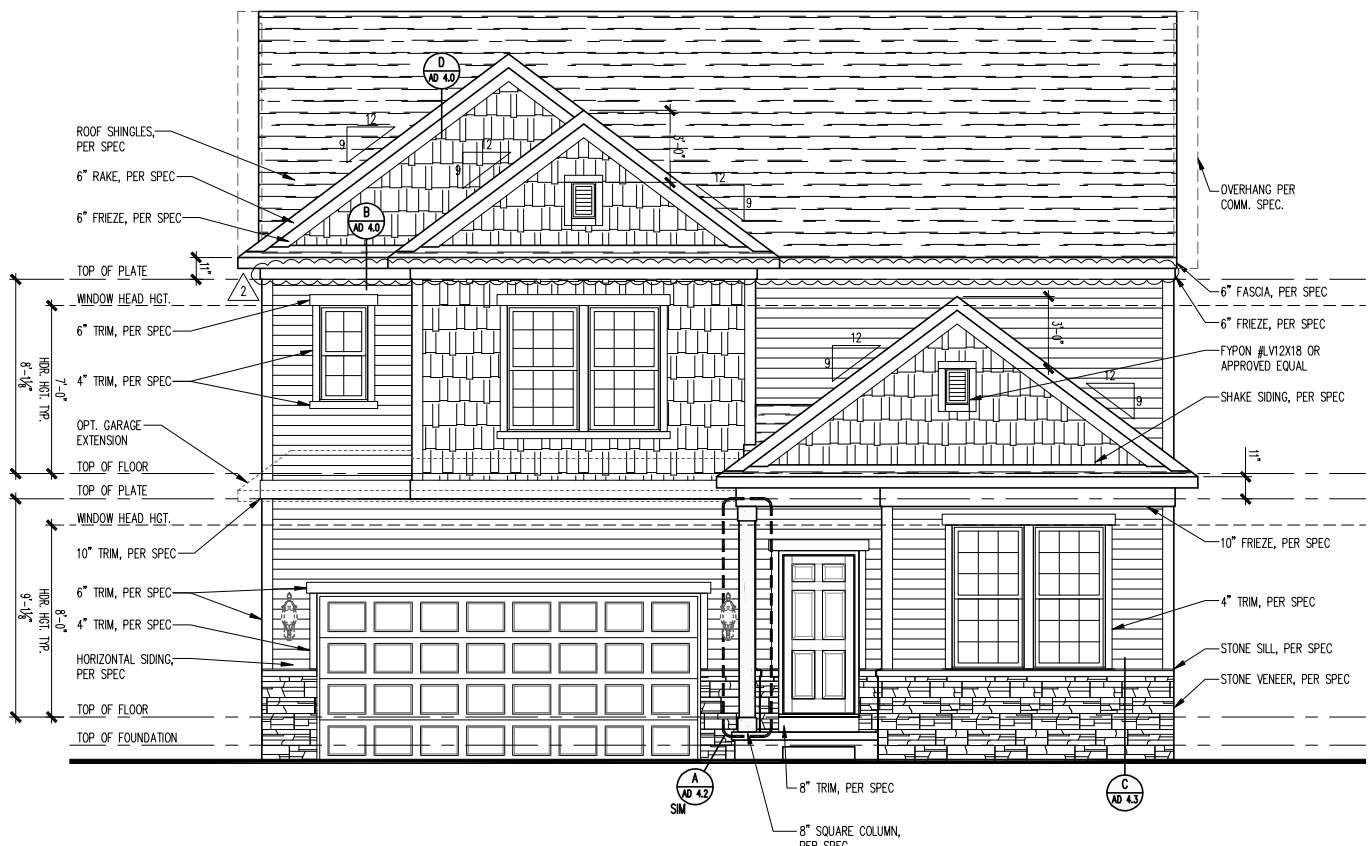 D
AD 4.0
12
9
12
9
3'-0"
12
9
ROOF SHINGLES,
PER SPEC
6" RAKE, PER SPEC
6" FRIEZE, PER SPEC
B
AD 4.0
OVERHANG PER
COMM. SPEC.
11"
TOP OF PLATE
2
WINDOW HEAD HGT.
6" TRIM, PER SPEC
4" TRIM, PER SPEC
7'-0"
HDR. HGT. TYP.
8'-1⅛"
OPT. GARAGE
EXTENSION
TOP OF FLOOR
TOP OF PLATE
WINDOW HEAD HGT.
10" TRIM, PER SPEC
6" TRIM, PER SPEC
4" TRIM, PER SPEC
8'-0"
HDR. HGT. TYP.
9'-1⅛"
HORIZONTAL SIDING,
PER SPEC
TOP OF FLOOR
TOP OF FOUNDATION
6" FASCIA, PER SPEC
6" FRIEZE, PER SPEC
3'-0"
12
9
12
9
FYPON #LV12X18 OR
APPROVED EQUAL
SHAKE SIDING, PER SPEC
11"
10" FRIEZE, PER SPEC
4" TRIM, PER SPEC
STONE SILL, PER SPEC
STONE VENEER, PER SPEC
A
AD 4.2
SIM
8" TRIM, PER SPEC
C
AD 4.3
8" SQUARE COLUMN,
PER SPEC